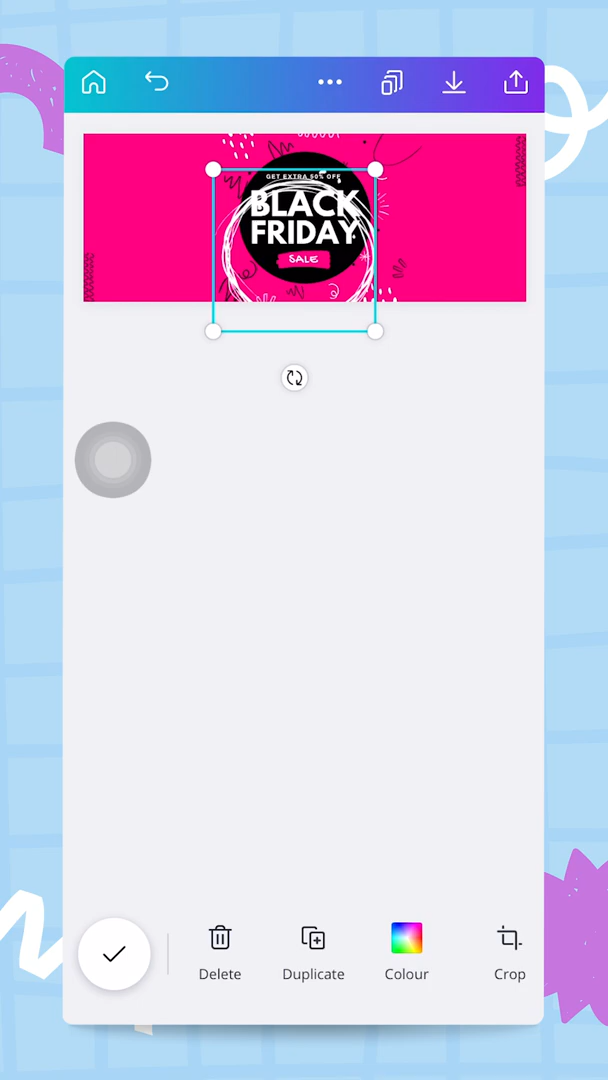 GET EXTRA 50% OFF
BLACK
FRIDAY
SALE
Delete
Duplicate
Colour
Crop